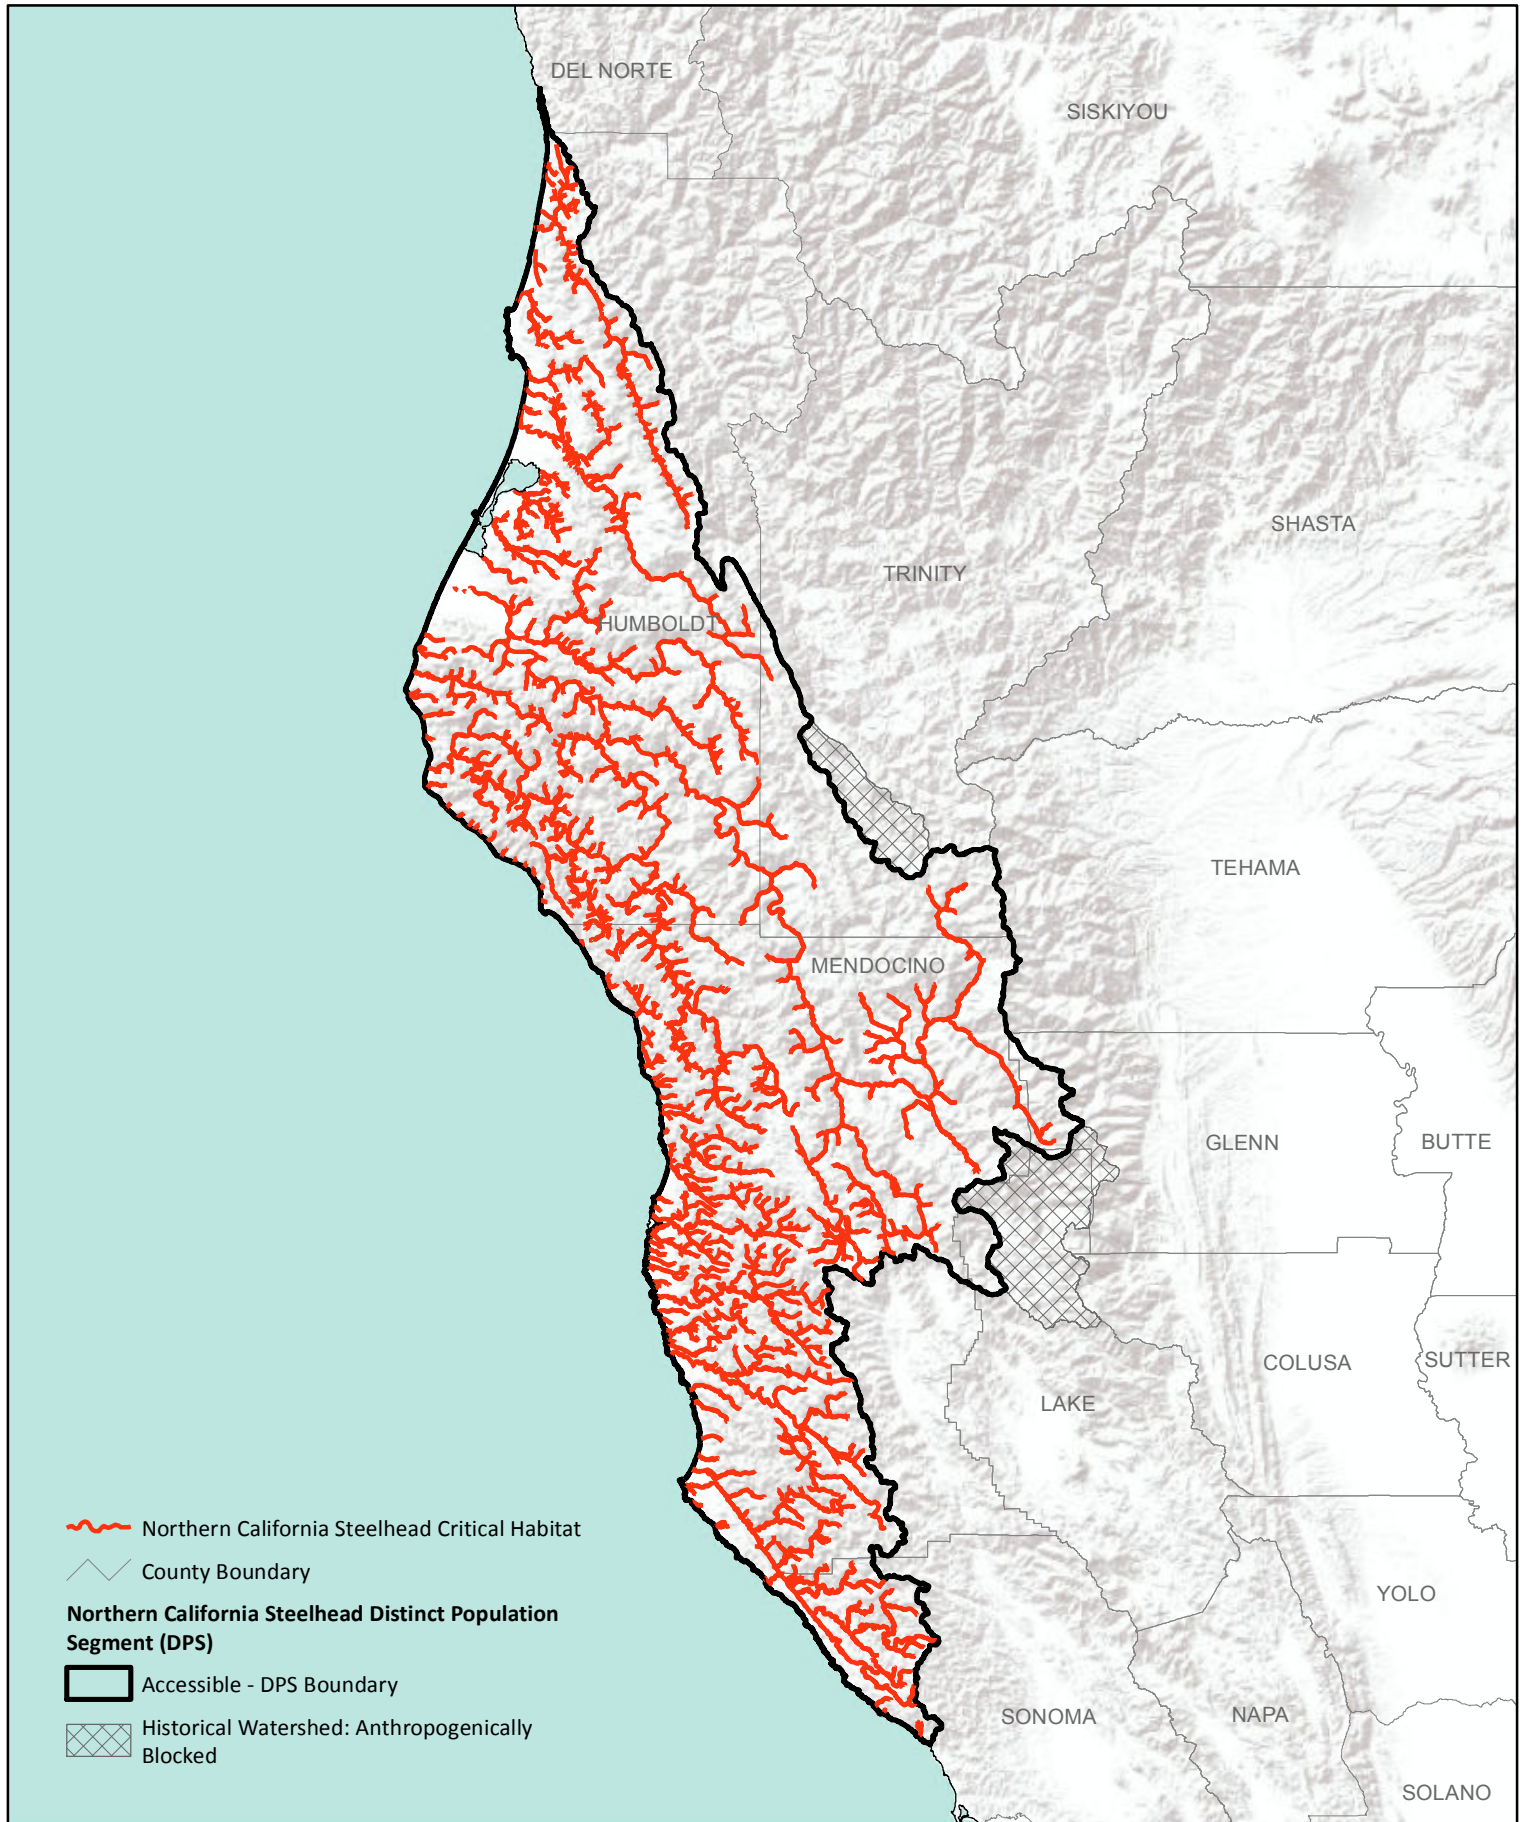 DEL NORTE
SISKIYOU
SHASTA
TRINITY
HUMBOLDT
TEHAMA
MENDOCINO
GLENN
BUTTE
COLUSA
SUTTER
LAKE
YOLO
SONOMA
NAPA
SOLANO
Northern California Steelhead Critical Habitat
County Boundary
Northern California Steelhead Distinct Population
Segment (DPS)
Accessible - DPS Boundary
Historical Watershed: Anthropogenically
Blocked